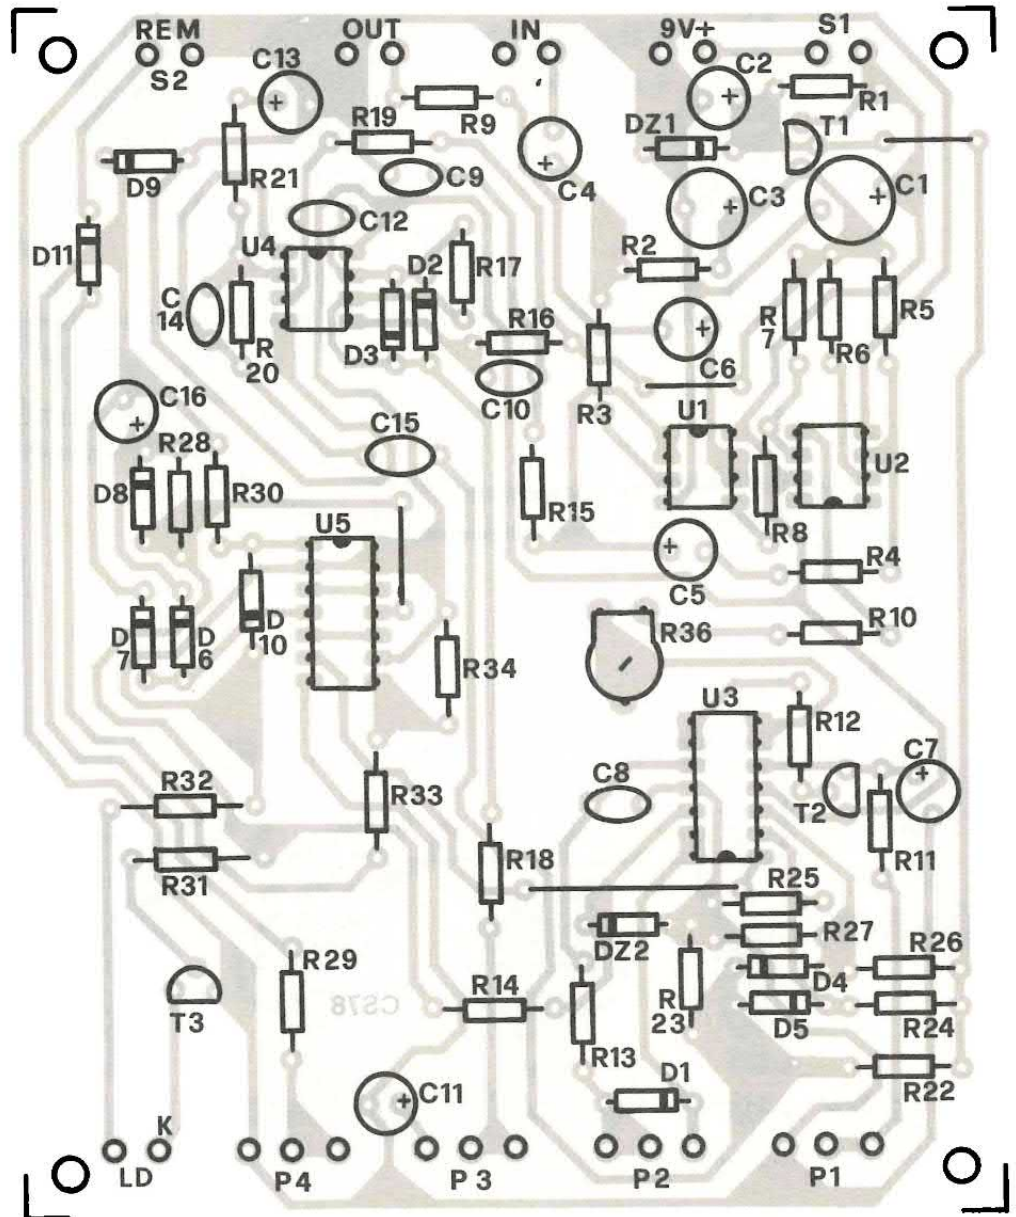 REM
OUT
IN
9V+
S1
S2
C13
C2
R1
R9
R19
DZ1
T1
D9
R21
C9
C4
C3
C1
C12
D11
U4
D2
R17
R2
C
14
R
20
D3
R16
R
7
R6
R5
C10
R3
C6
C16
C15
U1
R28
D8
R30
R15
R8
U2
U5
C5
R4
D
7
D
6
D
10
R34
R36
R10
U3
R12
C7
R32
R33
C8
T2
R11
R31
R18
R25
DZ2
R27
R26
R29
R14
D4
R
23
D5
R24
T3
CS78
R13
R22
D1
C11
K
LD
P4
P3
P2
P1